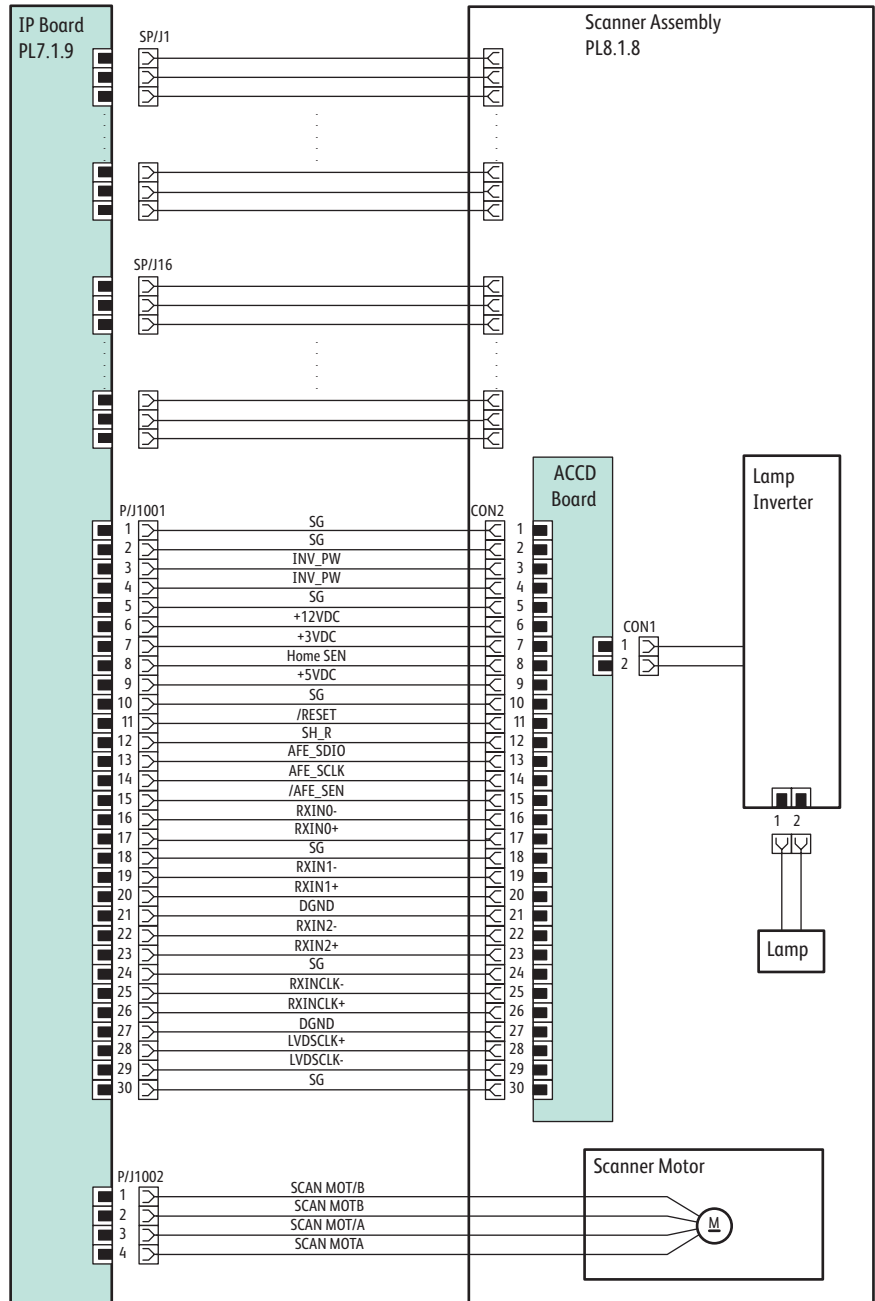 IP Board
PL7.1.9
Scanner Assembly
PL8.1.8
SP/J1
SP/J16
ACCD
Board
Lamp
Inverter
P/J1001
CON2
1 SG 1
2 SG 2
3 INV_PW 3
4 INV_PW 4
5 SG 5
6 +12VDC 6
7 +3VDC 7
8 Home SEN 8
9 +5VDC 9
10 SG 10
11 /RESET 11
12 SH_R 12
13 AFE_SDIO 13
14 AFE_SCLK 14
15 /AFE_SEN 15
16 RXIN0- 16
17 RXIN0+ 17
18 SG 18
19 RXIN1- 19
20 RXIN1+ 20
21 DGND 21
22 RXIN2- 22
23 RXIN2+ 23
24 SG 24
25 RXINCLK- 25
26 RXINCLK+ 26
27 DGND 27
28 LVDSCLK+ 28
29 LVDSCLK- 29
30 SG 30
CON1
1
2
1 2
Lamp
P/J1002
1 SCAN MOT/B
2 SCAN MOTB
3 SCAN MOT/A
4 SCAN MOTA
Scanner Motor
M